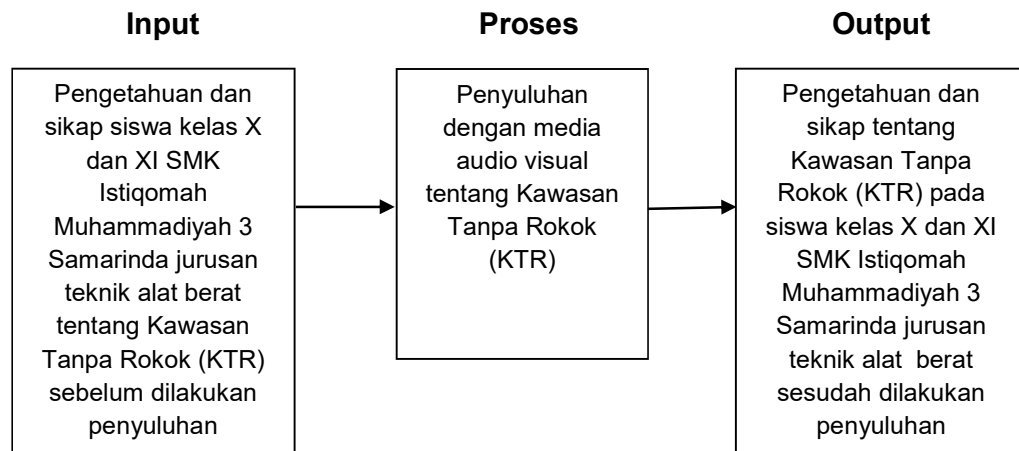 Input
Pengetahuan dan
sikap siswa kelas X
dan XI SMK
Istiqomah
Muhammadiyah 3
Samarinda jurusan
teknik alat berat
tentang Kawasan
Tanpa Rokok (KTR)
sebelum dilakukan
penyuluhan
Proses
Penyuluhan
dengan media
audio visual
tentang Kawasan
Tanpa Rokok
(KTR)
Output
Pengetahuan dan
sikap tentang
Kawasan Tanpa
Rokok (KTR) pada
siswa kelas X dan XI
SMK Istiqomah
Muhammadiyah 3
Samarinda jurusan
teknik alat berat
sesudah dilakukan
penyuluhan